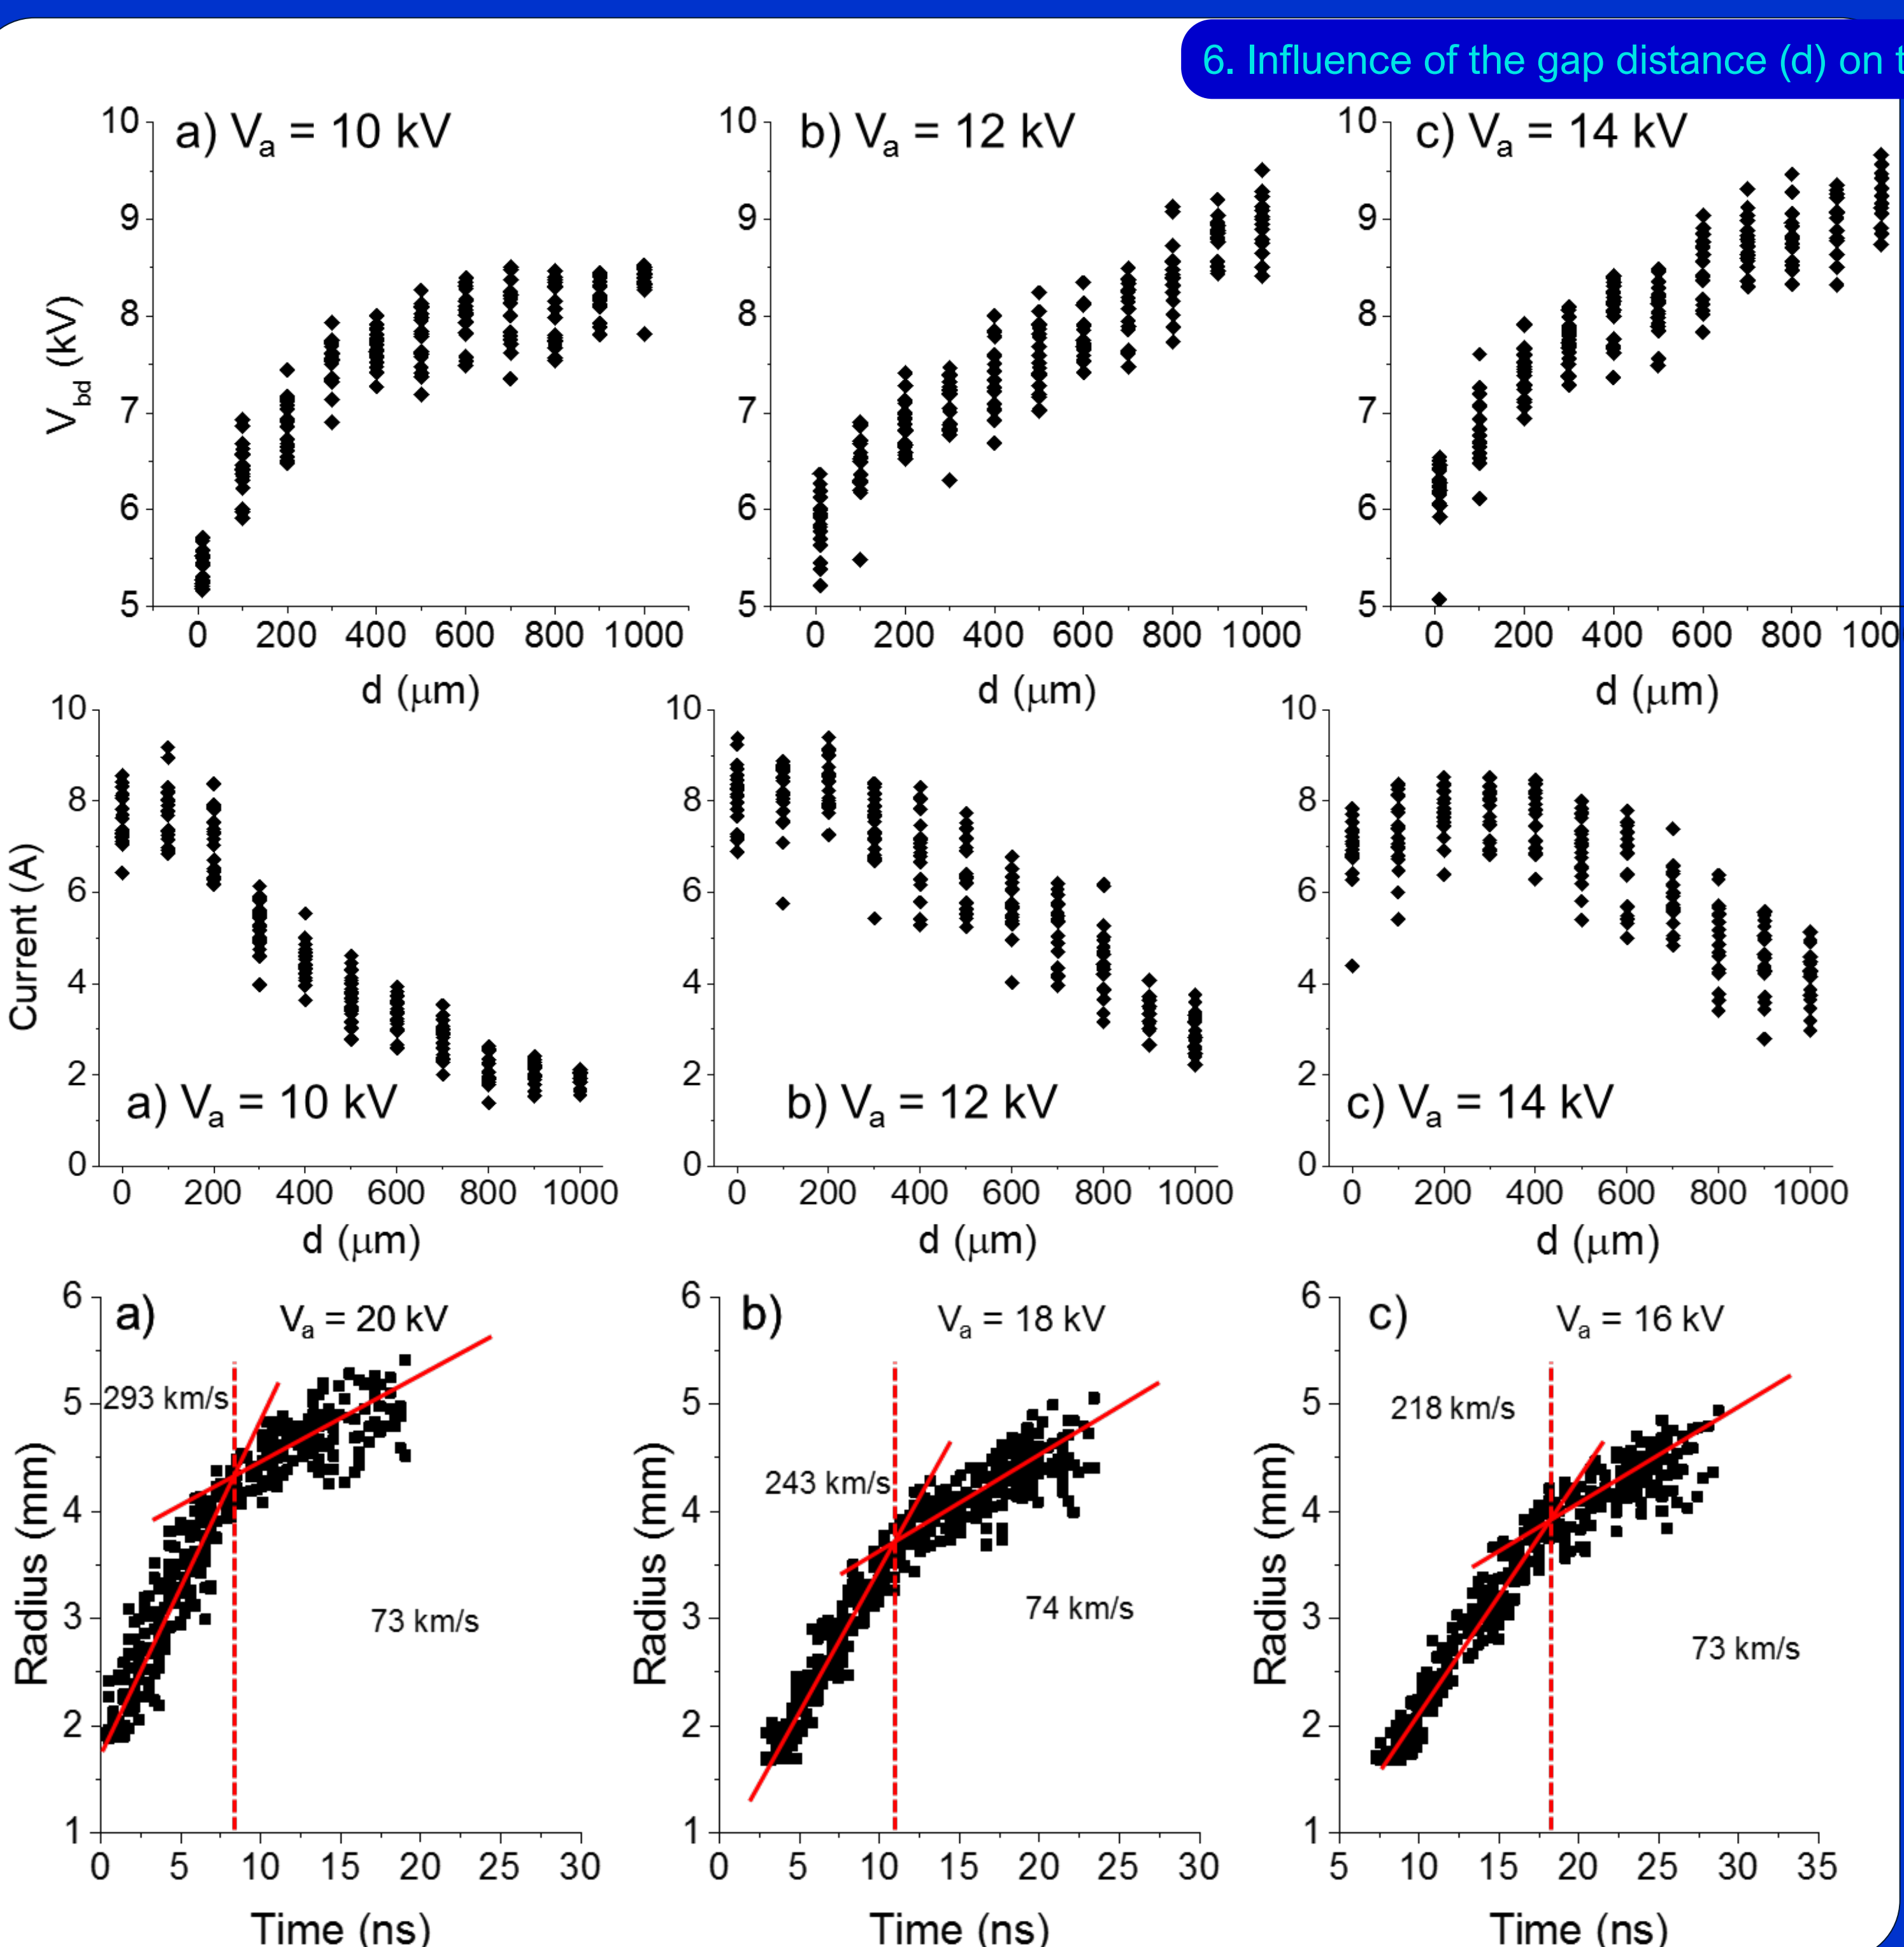 6. Influence of the gap distance (d) on t
a) Va = 10 kV
b) Va = 12 kV
c) Va = 14 kV
Vbd (kV)
10
9
8
7
6
5
10
9
8
7
6
5
10
9
8
7
6
5
0 200 400 600 800 1000
0 200 400 600 800 1000
0 200 400 600 800 100
d (μm)
d (μm)
d (μm)
Current (A)
10
8
6
4
2
0
10
8
6
4
2
0
10
8
6
4
2
0
a) Va = 10 kV
b) Va = 12 kV
c) Va = 14 kV
0 200 400 600 800 1000
0 200 400 600 800 1000
0 200 400 600 800 1000
d (μm)
d (μm)
d (μm)
a)
Va = 20 kV
293 km/s
73 km/s
Radius (mm)
6
5
4
3
2
1
0 5 10 15 20 25 30
Time (ns)
b)
Va = 18 kV
243 km/s
74 km/s
Radius (mm)
6
5
4
3
2
1
0 5 10 15 20 25 30
Time (ns)
c)
Va = 16 kV
218 km/s
73 km/s
Radius (mm)
6
5
4
3
2
1
5 10 15 20 25 30 35
Time (ns)